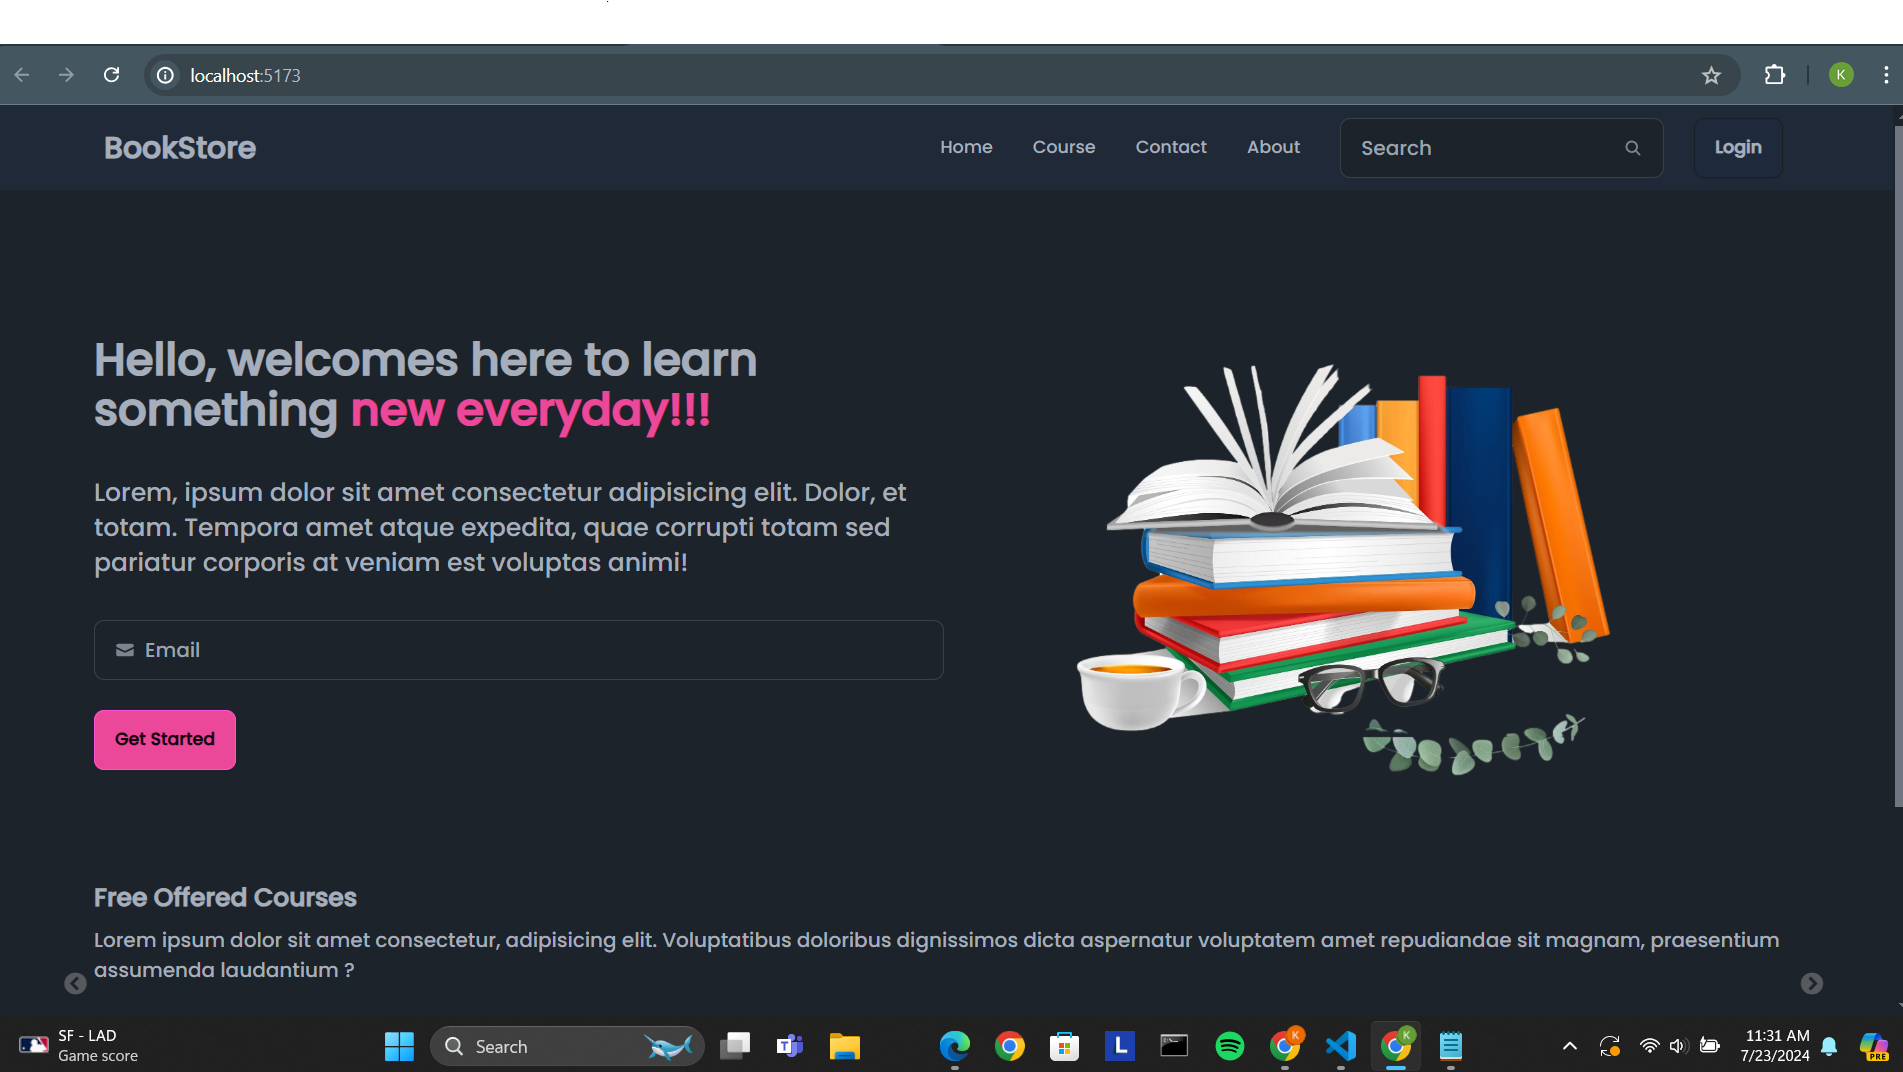 localhost:5173
K
BookStore
Home Course Contact About Search Login
Hello, welcomes here to learn
something new everyday!!!
Lorem, ipsum dolor sit amet consectetur adipisicing elit. Dolor, et
totam. Tempora amet atque expedita, quae corrupti totam sed
pariatur corporis at veniam est voluptas animi!
Email
Get Started
Free Offered Courses
Lorem ipsum dolor sit amet consectetur, adipisicing elit. Voluptatibus doloribus dignissimos dicta aspernatur voluptatem amet repudiandae sit magnam, praesentium
assumenda laudantium ?
SF - LAD
Game score
Search
T
L
K
K
11:31 AM
7/23/2024
PRE